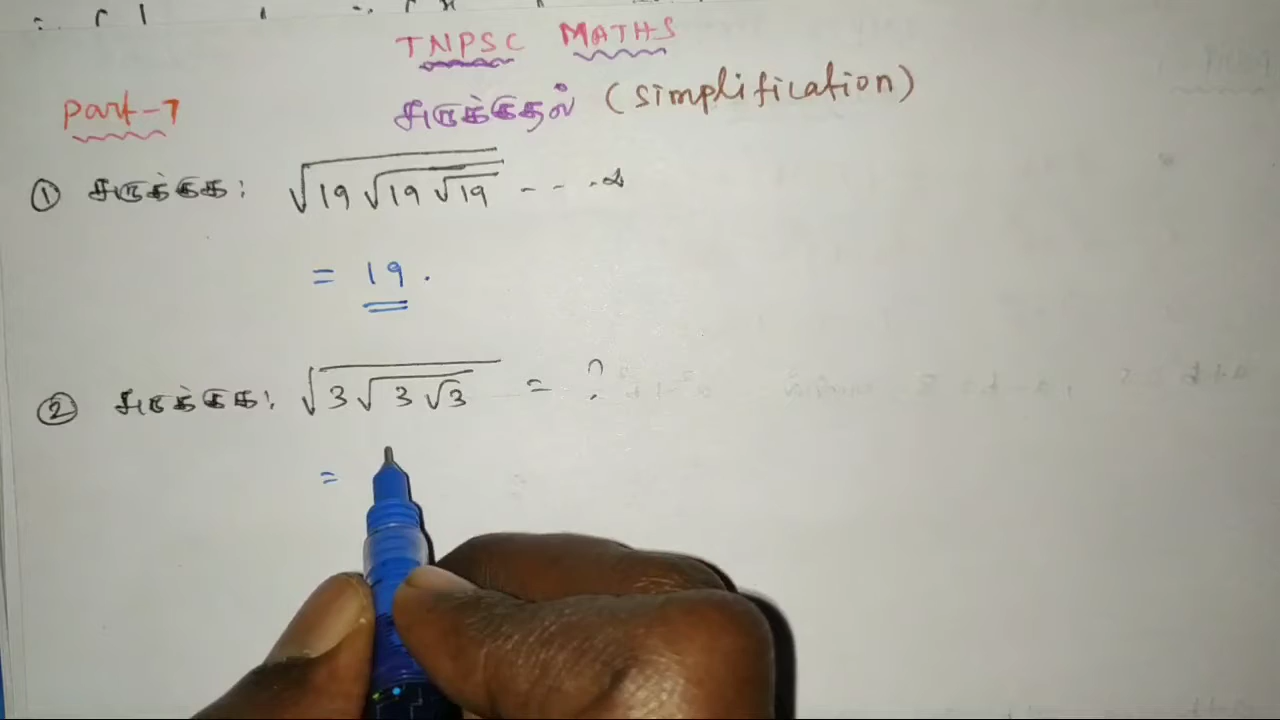 TNPSC MATHS
Part-7
சுருக்குதல் (simplification)
① சுருக்குக: √19√19√19 - - - ∝
= 19.
② சுருக்குக: √3√3√3 = ?
=